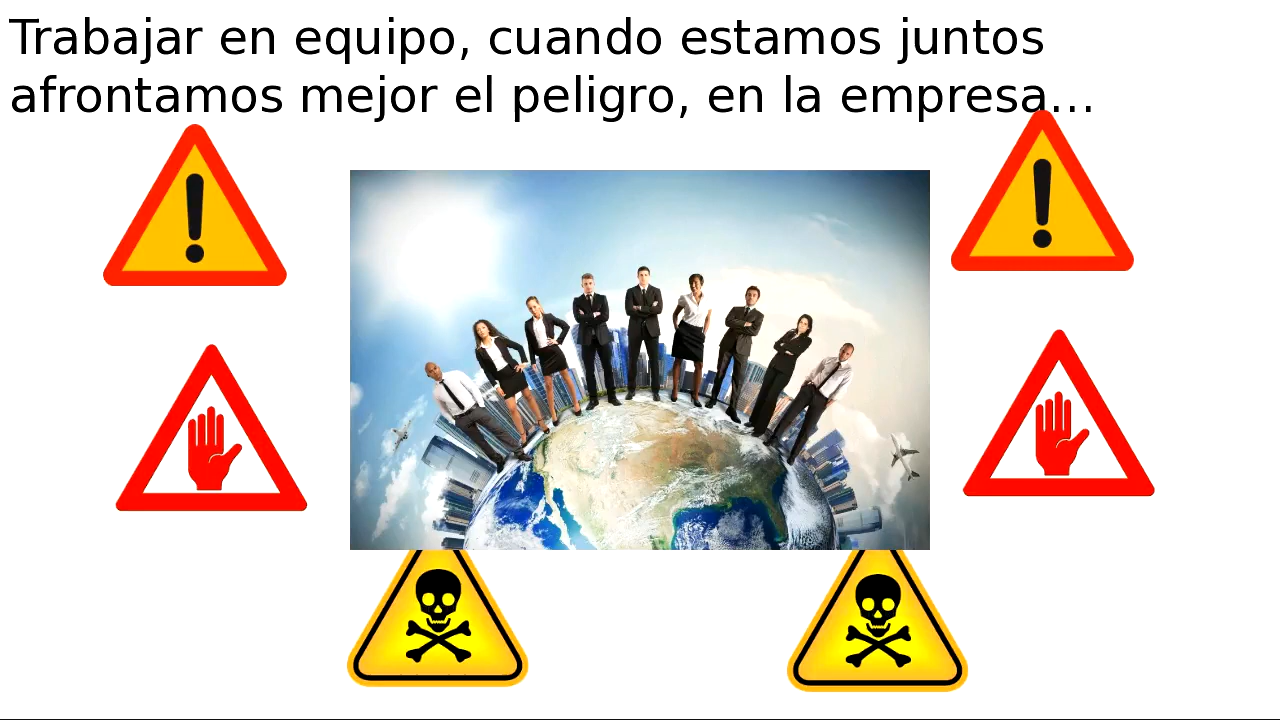 Trabajar en equipo, cuando estamos juntos
afrontamos mejor el peligro, en la empresa...